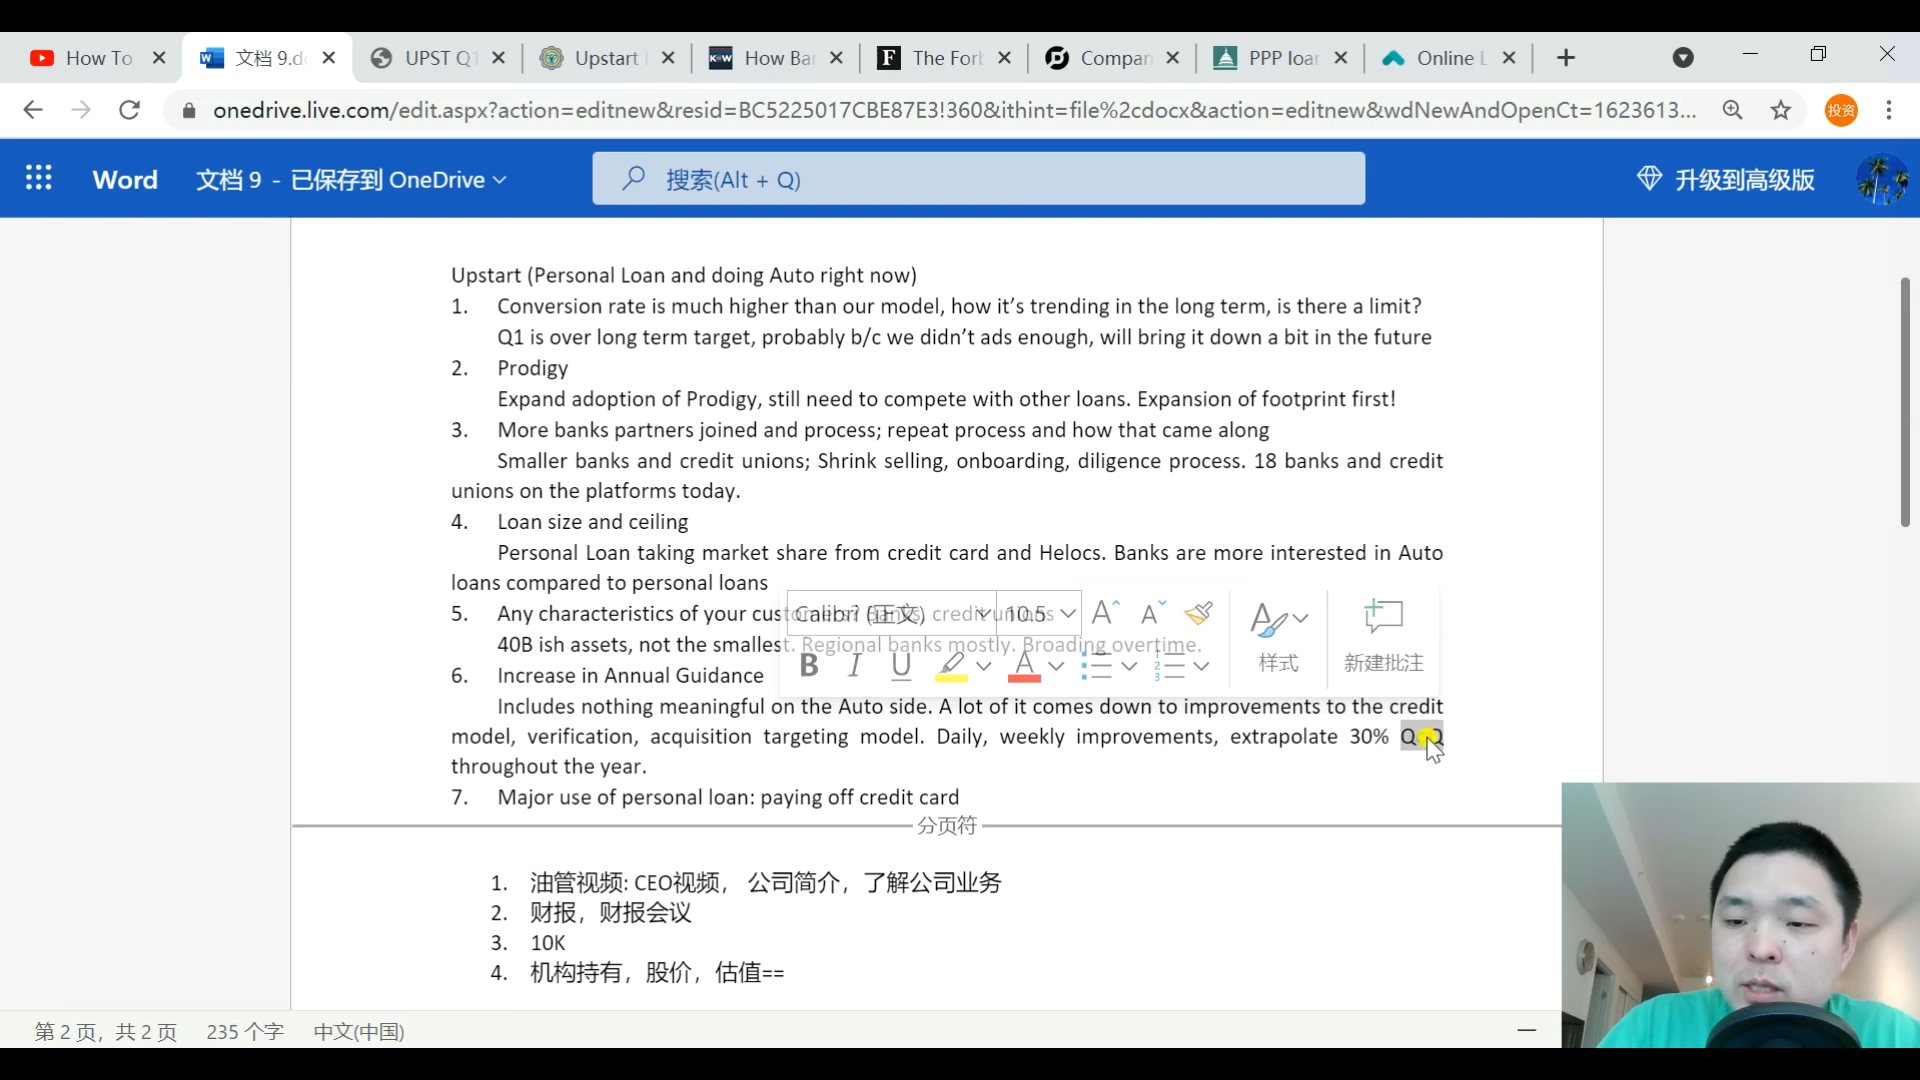 How To
文档 9.d
UPST Q1
Upstart
How Ba
The For
Compan
PPP loa
Online L
onedrive.live.com/edit.aspx?action=editnew&resid=BC5225017CBE87E3!360&ithint=file%2cdocx&action=editnew&wdNewAndOpenCt=1623613...
投资
Word
文档 9 - 已保存到 OneDrive
搜索(Alt + Q)
升级到高级版
Upstart (Personal Loan and doing Auto right now)
1. Conversion rate is much higher than our model, how it's trending in the long term, is there a limit?
Q1 is over long term target, probably b/c we didn't ads enough, will bring it down a bit in the future
2. Prodigy
Expand adoption of Prodigy, still need to compete with other loans. Expansion of footprint first!
3. More banks partners joined and process; repeat process and how that came along
Smaller banks and credit unions; Shrink selling, onboarding, diligence process. 18 banks and credit
unions on the platforms today.
4. Loan size and ceiling
Personal Loan taking market share from credit card and Helocs. Banks are more interested in Auto
loans compared to personal loans
5. Any characteristics of your customers? Banks, credit unions
Calibri (正文) 10.5
40B ish assets, not the smallest. Regional banks mostly. Broading overtime.
B I U A
样式
新建批注
6. Increase in Annual Guidance
Includes nothing meaningful on the Auto side. A lot of it comes down to improvements to the credit
model, verification, acquisition targeting model. Daily, weekly improvements, extrapolate 30%
throughout the year.
7. Major use of personal loan: paying off credit card
分页符
1. 油管视频: CEO视频， 公司简介，了解公司业务
2. 财报，财报会议
3. 10K
4. 机构持有，股价，估值==
第 2 页，共 2 页 235 个字 中文(中国)